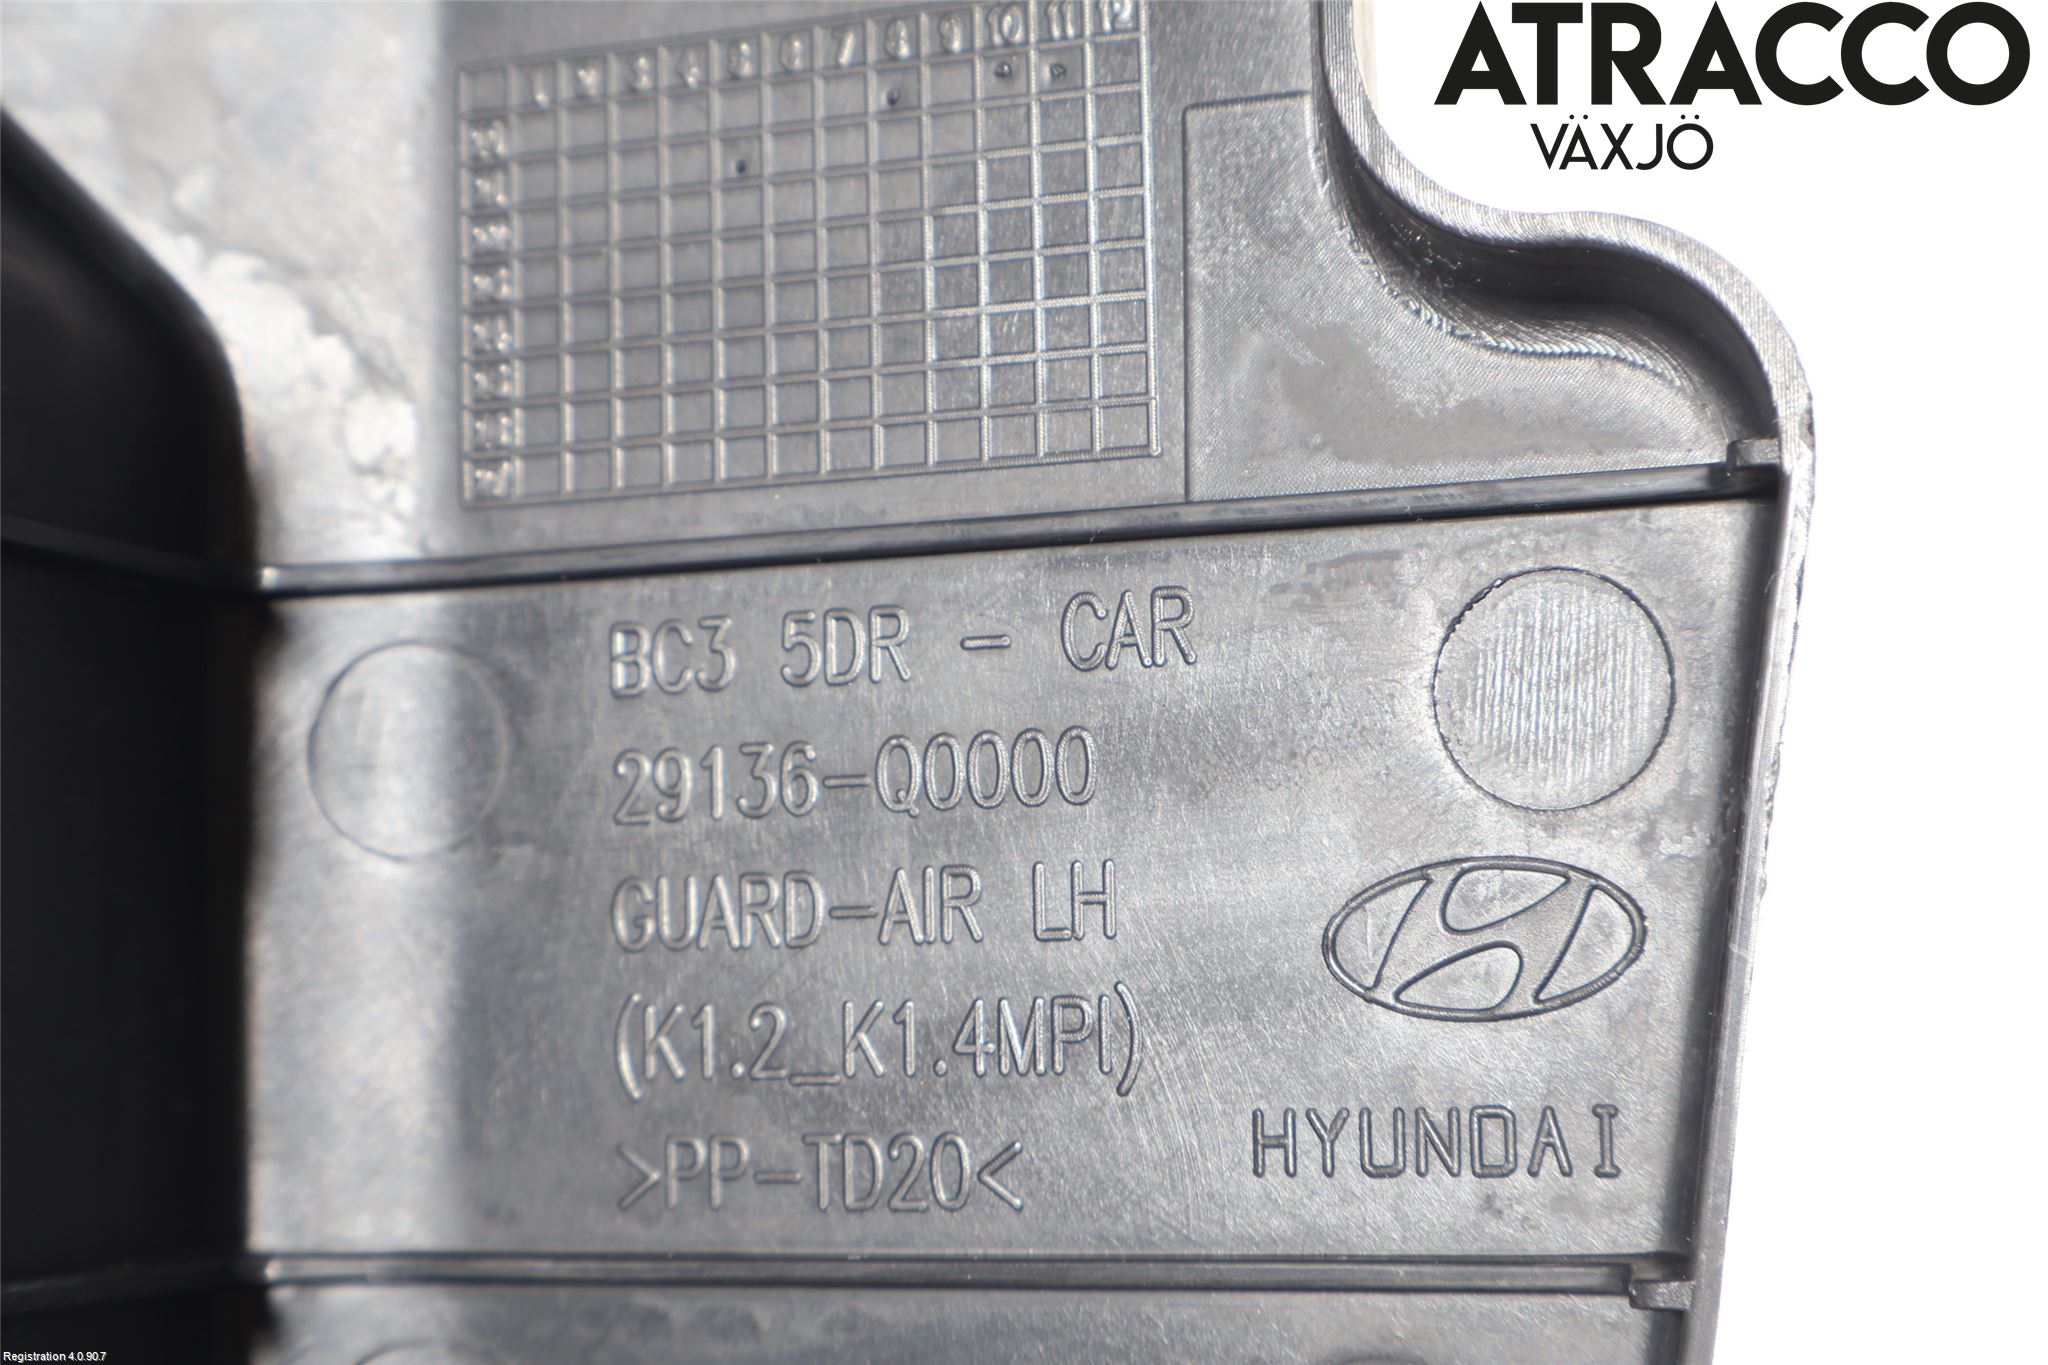 ATRACCO
VÄXJÖ
1 2 3 4 5 6 7 8 9 10 11 12
BC3 5DR - CAR
29136-Q0000
GUARD-AIR LH
(K1.2_K1.4MPI)
>PP-TD20<
HYUNDAI
Registration 4.0.90.7